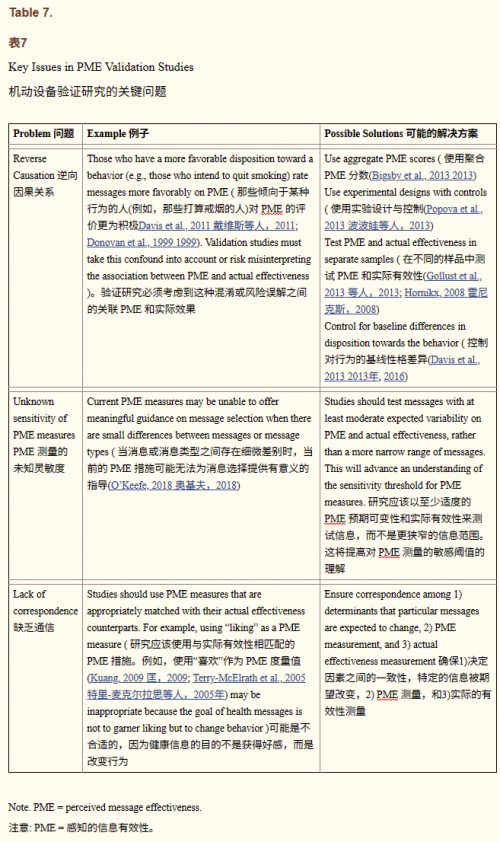 Table 7.
表7
Key Issues in PME Validation Studies
机动设备验证研究的关键问题
Problem 问题
Example 例子
Possible Solutions 可能的解决方案
Reverse
Causation 逆向
因果关系
Those who have a more favorable disposition toward a
behavior (e.g., those who intend to quit smoking) rate
messages more favorably on PME ( 那些倾向于某种
行为的人(例如，那些打算戒烟的人)对 PME 的评
价更为积极Davis et al., 2011 戴维斯等人，2011;
Donovan et al., 1999 1999). Validation studies must
take this confound into account or risk misinterpreting
the association between PME and actual effectiveness
)。验证研究必须考虑到这种混淆或风险误解之间
的关联 PME 和实际效果
Use aggregate PME scores ( 使用聚合
PME 分数(Bigsby et al., 2013 2013)
Use experimental designs with controls
( 使用实验设计与控制(Popova et al.,
2013 波波娃等人，2013)
Test PME and actual effectiveness in
separate samples ( 在不同的样品中测
试 PME 和实际有效性(Gollust et al.,
2013 等人，2013; Hornikx, 2008 霍尼
克斯，2008)
Control for baseline differences in
disposition towards the behavior ( 控制
对行为的基线性格差异(Davis et al.,
2013 2013年, 2016)
Unknown
sensitivity of
PME measures
PME 测量的
未知灵敏度
Current PME measures may be unable to offer
meaningful guidance on message selection when there
are small differences between messages or message
types ( 当消息或消息类型之间存在细微差别时，当
前的 PME 措施可能无法为消息选择提供有意义的
指导(O'Keefe, 2018 奥基夫，2018)
Studies should test messages with at
least moderate expected variability on
PME and actual effectiveness, rather
than a more narrow range of messages.
This will advance an understanding of
the sensitivity threshold for PME
measures. 研究应该以至少适度的
PME 预期可变性和实际有效性来测
试信息，而不是更狭窄的信息范围。
这将提高对 PME 测量的敏感阈值的
理解
Lack of
correspondence
缺乏通信
Studies should use PME measures that are
appropriately matched with their actual effectiveness
counterparts. For example, using “liking” as a PME
measure ( 研究应该使用与实际有效性相匹配的
PME 措施。例如，使用“喜欢”作为 PME 度量值
(Kuang, 2009 匡，2009; Terry-McElrath et al., 2005
特里-麦克尔拉思等人，2005年) may be
inappropriate because the goal of health messages is
not to garner liking but to change behavior )可能是不
合适的，因为健康信息的目的不是获得好感，而是
改变行为
Ensure correspondence among 1)
determinants that particular messages
are expected to change, 2) PME
measurement, and 3) actual
effectiveness measurement 确保1)决定
因素之间的一致性，特定的信息被期
望改变，2) PME 测量，和3)实际的有
效性测量
Note. PME = perceived message effectiveness.
注意: PME = 感知的信息有效性。